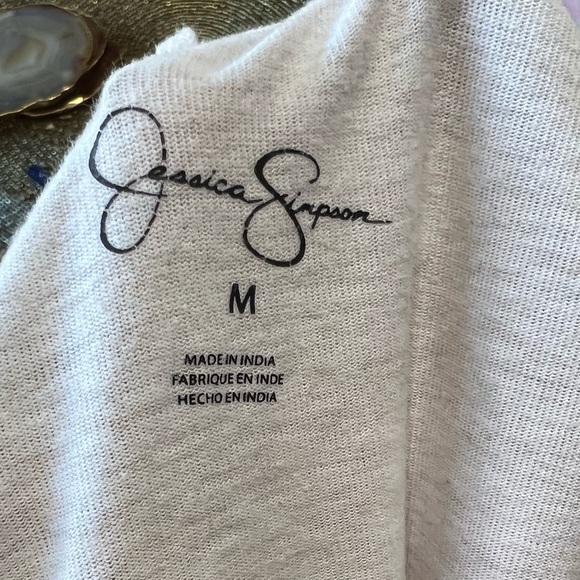 Jessica Simpson
M
MADE IN INDIA
FABRIQUE EN INDE
HECHO EN INDIA